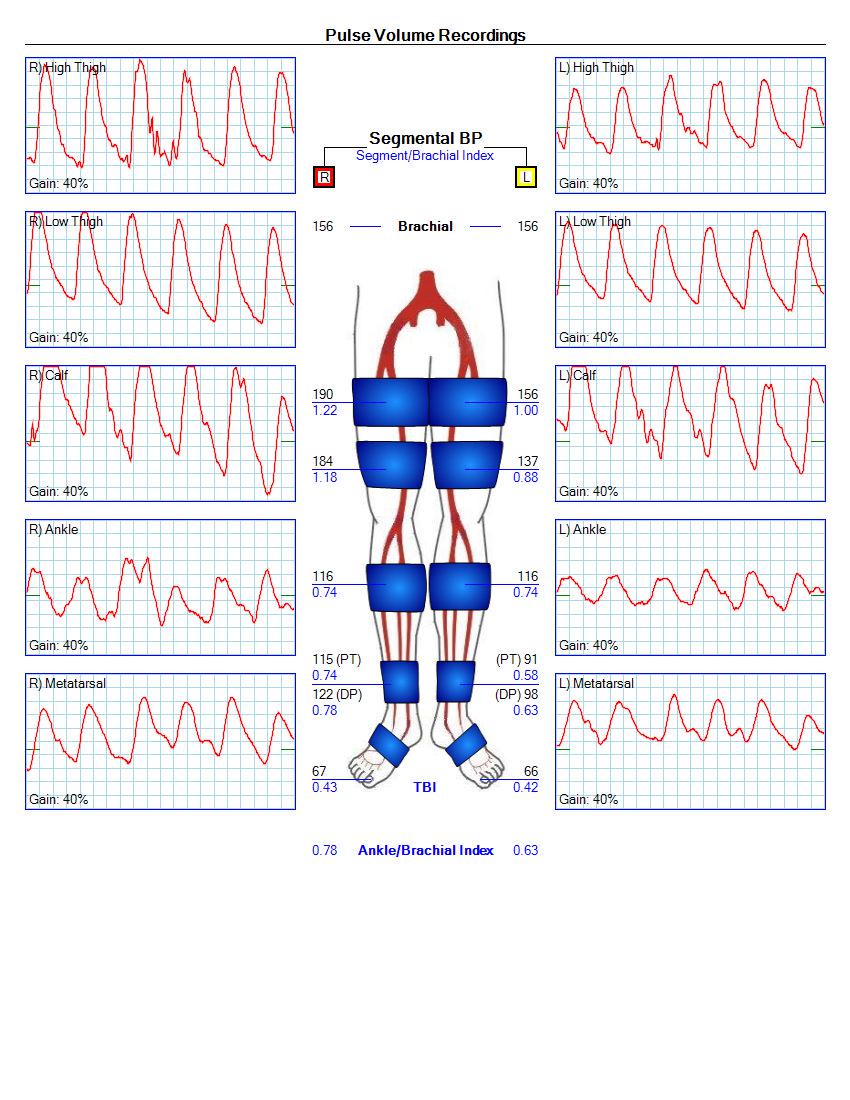 Pulse Volume Recordings
R) High Thigh
Gain: 40%
R) Low Thigh
Gain: 40%
R) Calf
Gain: 40%
R) Ankle
Gain: 40%
R) Metatarsal
Gain: 40%
Segmental BP
Segment/Brachial Index
R L
156 Brachial 156
190 156
1.22 1.00
184 137
1.18 0.88
116 116
0.74 0.74
115 (PT) (PT) 91
0.74 0.58
122 (DP) (DP) 98
0.78 0.63
67 66
0.43 TBI 0.42
0.78 Ankle/Brachial Index 0.63
L) High Thigh
Gain: 40%
L) Low Thigh
Gain: 40%
L) Calf
Gain: 40%
L) Ankle
Gain: 40%
L) Metatarsal
Gain: 40%